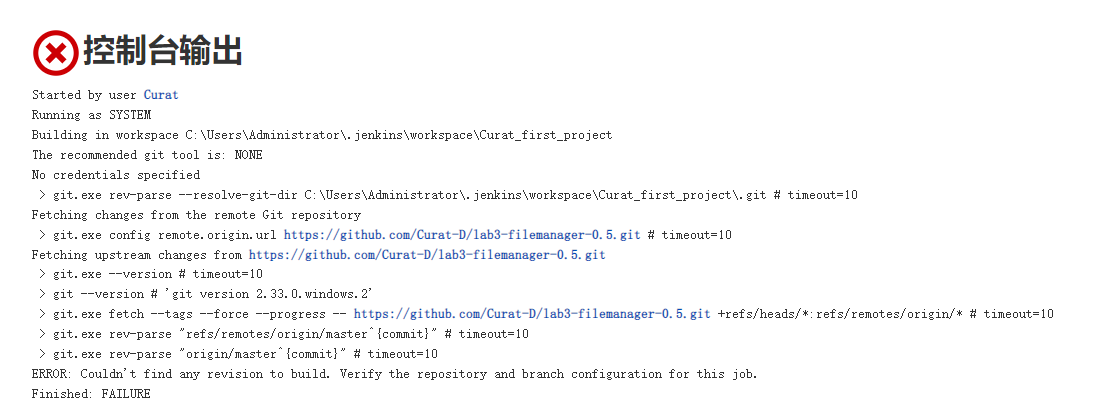 控制台输出
Started by user Curat
Running as SYSTEM
Building in workspace C:\Users\Administrator\.jenkins\workspace\Curat_first_project
The recommended git tool is: NONE
No credentials specified
 > git.exe rev-parse --resolve-git-dir C:\Users\Administrator\.jenkins\workspace\Curat_first_project\.git # timeout=10
Fetching changes from the remote Git repository
 > git.exe config remote.origin.url https://github.com/Curat-D/lab3-filemanager-0.5.git # timeout=10
Fetching upstream changes from https://github.com/Curat-D/lab3-filemanager-0.5.git
 > git.exe --version # timeout=10
 > git --version # 'git version 2.33.0.windows.2'
 > git.exe fetch --tags --force --progress -- https://github.com/Curat-D/lab3-filemanager-0.5.git +refs/heads/*:refs/remotes/origin/* # timeout=10
 > git.exe rev-parse "refs/remotes/origin/master^{commit}" # timeout=10
 > git.exe rev-parse "origin/master^{commit}" # timeout=10
ERROR: Couldn't find any revision to build. Verify the repository and branch configuration for this job.
Finished: FAILURE